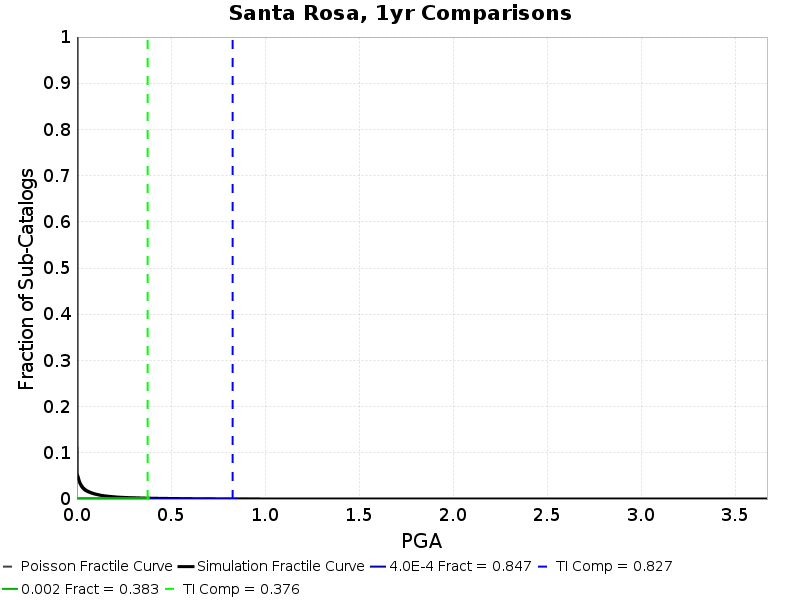 Santa Rosa, 1yr Comparisons
Fraction of Sub-Catalogs
1
0.9
0.8
0.7
0.6
0.5
0.4
0.3
0.2
0.1
0
0.0 0.5 1.0 1.5 2.0 2.5 3.0 3.5
PGA
Poisson Fractile Curve Simulation Fractile Curve 4.0E-4 Fract = 0.847 TI Comp = 0.827
0.002 Fract = 0.383 TI Comp = 0.376